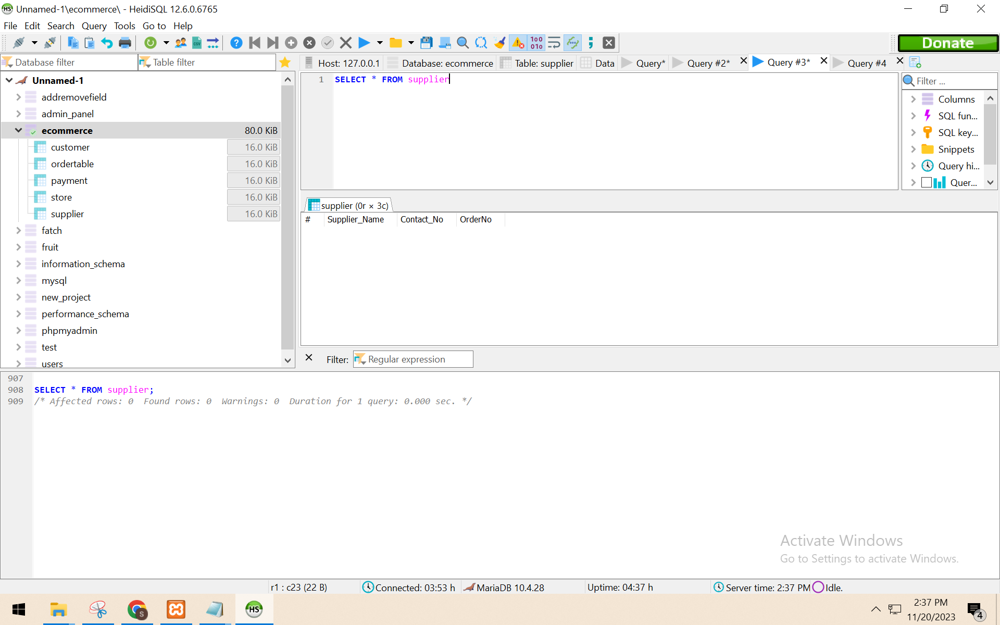 Unnamed-1\ecommerce\ - HeidiSQL 12.6.0.6765
File Edit Search Query Tools Go to Help
Donate
Database filter
Table filter
Host: 127.0.0.1
Database: ecommerce
Table: supplier
Data
Query*
Query #2*
Query #3*
Query #4
Unnamed-1
addremovefield
admin_panel
ecommerce 80.0 KiB
customer 16.0 KiB
ordertable 16.0 KiB
payment 16.0 KiB
store 16.0 KiB
supplier 16.0 KiB
fatch
fruit
information_schema
mysql
new_project
performance_schema
phpmyadmin
test
users
1 SELECT * FROM supplier
Filter ...
Columns
SQL fun...
SQL key...
Snippets
Query hi...
Quer...
supplier (0r × 3c)
# Supplier_Name Contact_No OrderNo
Filter: Regular expression
907
908 SELECT * FROM supplier;
909 /* Affected rows: 0 Found rows: 0 Warnings: 0 Duration for 1 query: 0.000 sec. */
Activate Windows
Go to Settings to activate Windows.
r1 : c23 (22 B)
Connected: 03:53 h
MariaDB 10.4.28
Uptime: 04:37 h
Server time: 2:37 PM
Idle.
HS
2:37 PM
11/20/2023
4